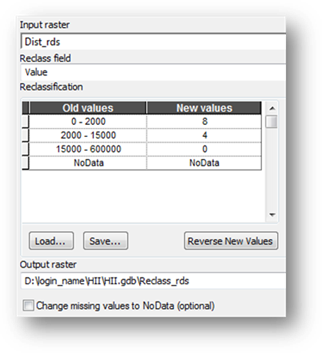 Input raster
Dist_rds
Reclass field
Value
Reclassification
Old values New values
0 - 2000 8
2000 - 15000 4
15000 - 600000 0
NoData NoData
Load... Save... Reverse New Values
Output raster
D:\login_name\HII\HII.gdb\Reclass_rds
Change missing values to NoData (optional)